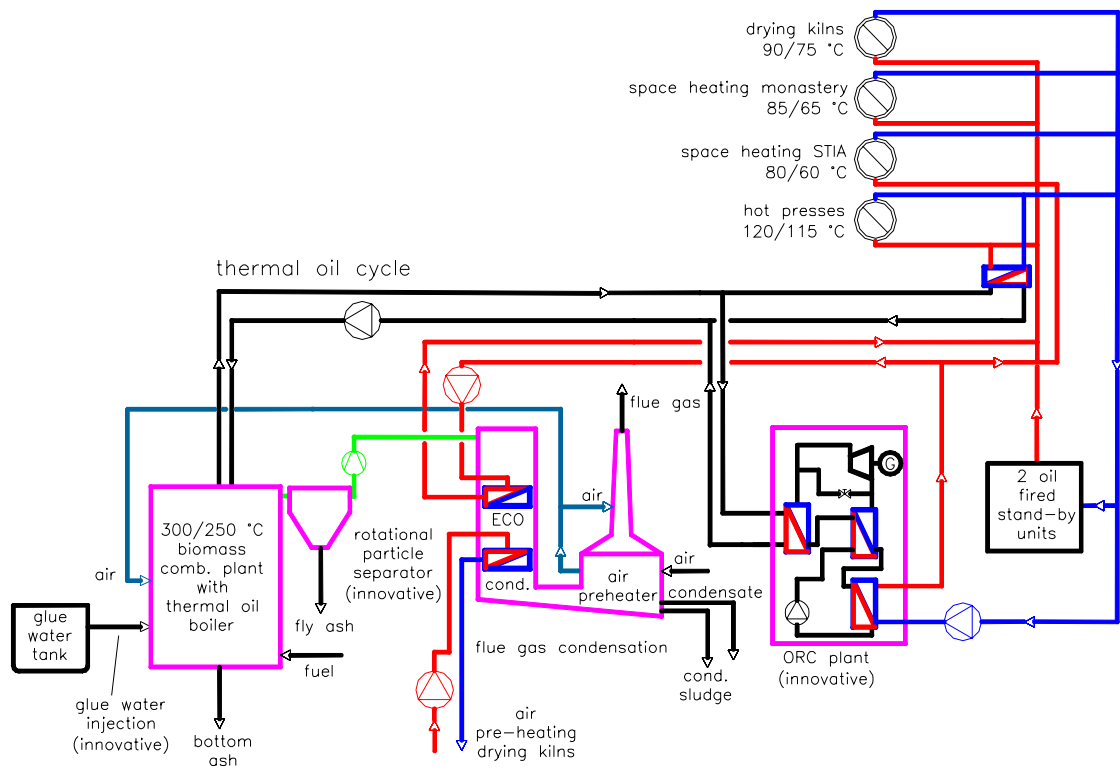 drying kilns
90/75 °C
space heating monastery
85/65 °C
space heating STIA
80/60 °C
hot presses
120/115 °C
thermal oil cycle
flue gas
G
2 oil
fired
stand-by
units
300/250 °C
biomass
comb. plant
with
thermal oil
boiler
air
glue
water
tank
fuel
glue water
injection
(innovative)
bottom
ash
fly ash
rotational
particle
separator
(innovative)
ECO
cond.
air
air
preheater
air
condensate
flue gas condensation
cond.
sludge
air
pre-heating
drying kilns
ORC plant
(innovative)